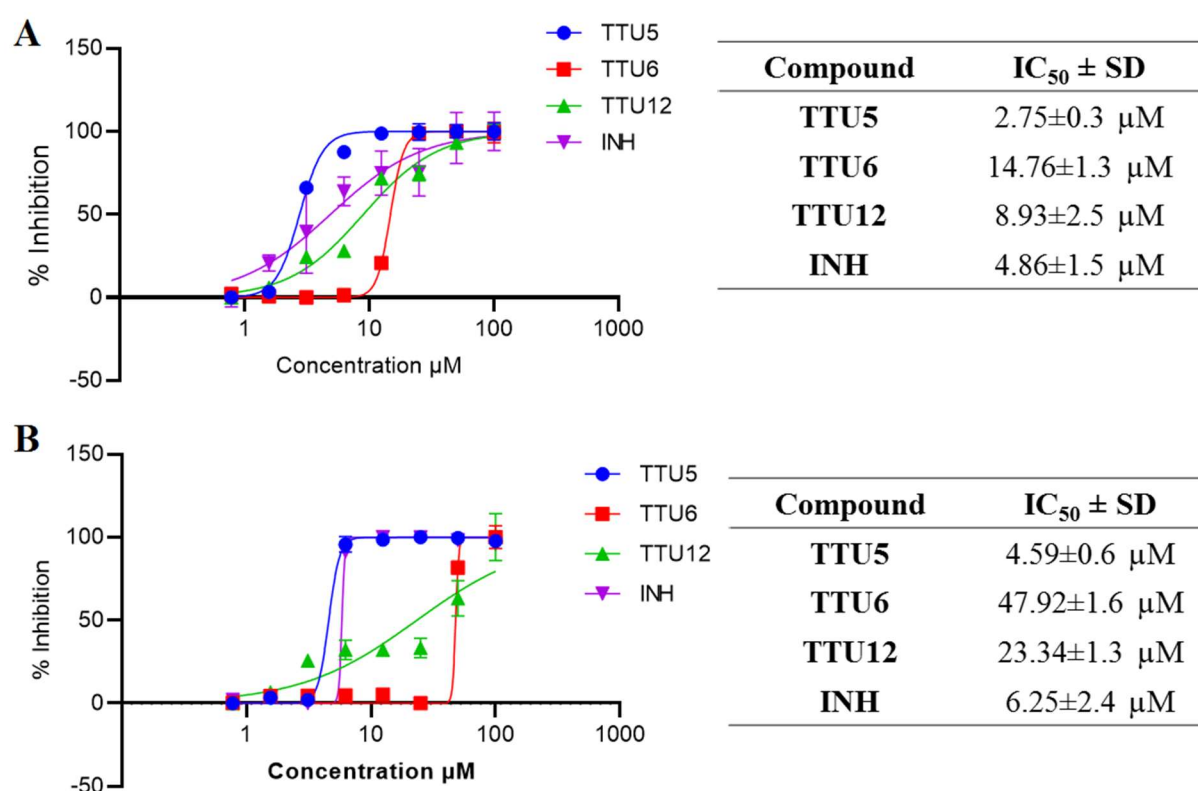 A
150
100
50
0
-50
% Inhibition
1
10
100
1000
Concentration µM
TTU5
TTU6
TTU12
INH
Compound IC50 ± SD
TTU5 2.75±0.3 µM
TTU6 14.76±1.3 µM
TTU12 8.93±2.5 µM
INH 4.86±1.5 µM
B
150
100
50
0
-50
% Inhibition
1
10
100
1000
Concentration µM
TTU5
TTU6
TTU12
INH
Compound IC50 ± SD
TTU5 4.59±0.6 µM
TTU6 47.92±1.6 µM
TTU12 23.34±1.3 µM
INH 6.25±2.4 µM